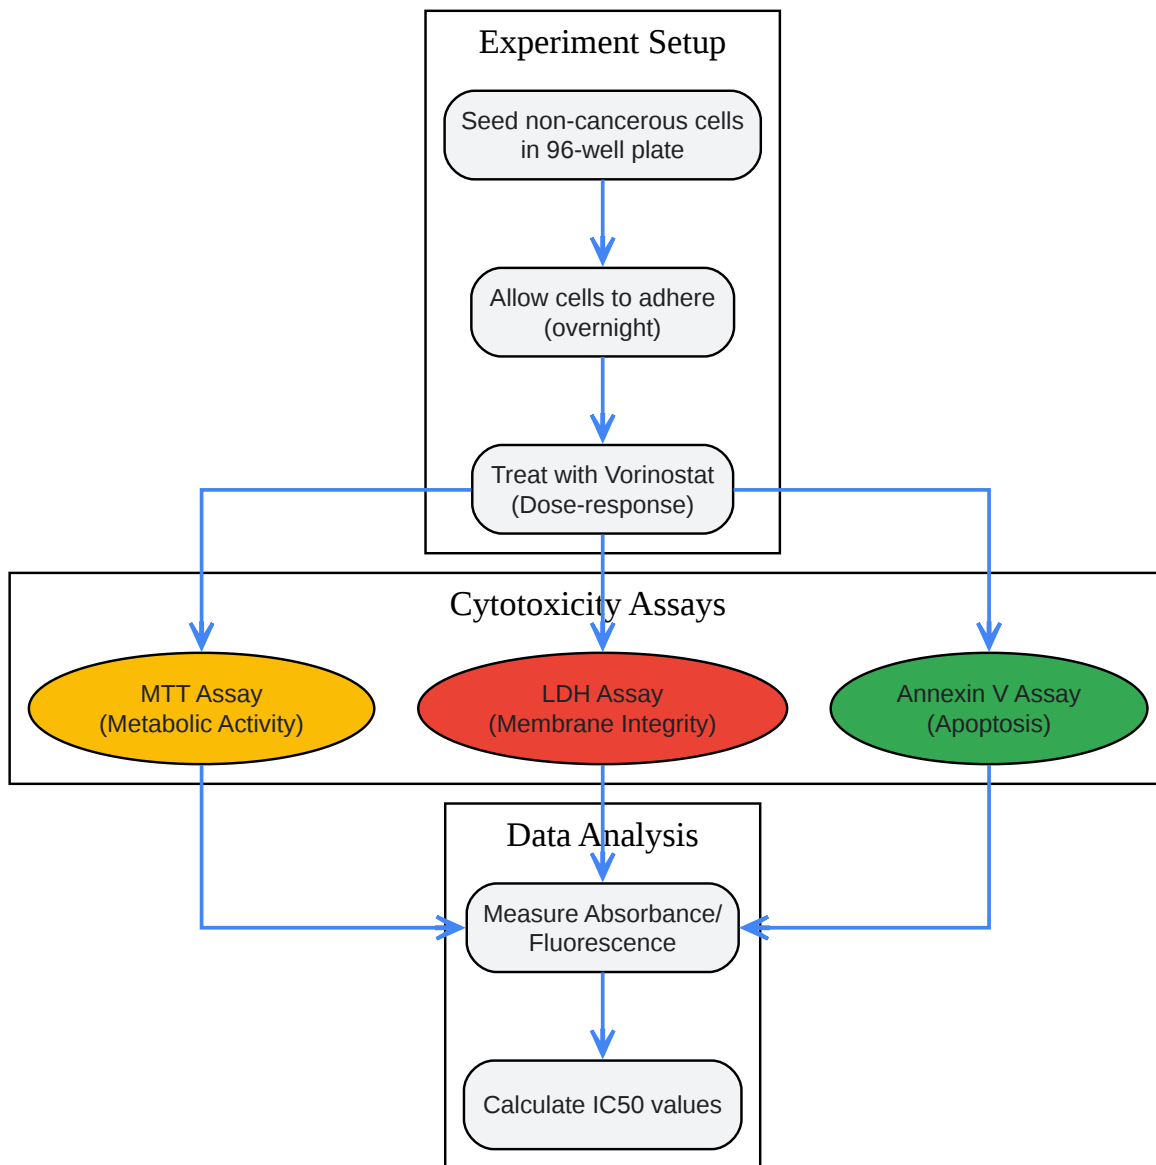 Experiment Setup
Seed non-cancerous cells
in 96-well plate
Allow cells to adhere
(overnight)
Treat with Vorinostat
(Dose-response)
Cytotoxicity Assays
MTT Assay
(Metabolic Activity)
LDH Assay
(Membrane Integrity)
Annexin V Assay
(Apoptosis)
Data Analysis
Measure Absorbance/
Fluorescence
Calculate IC50 values